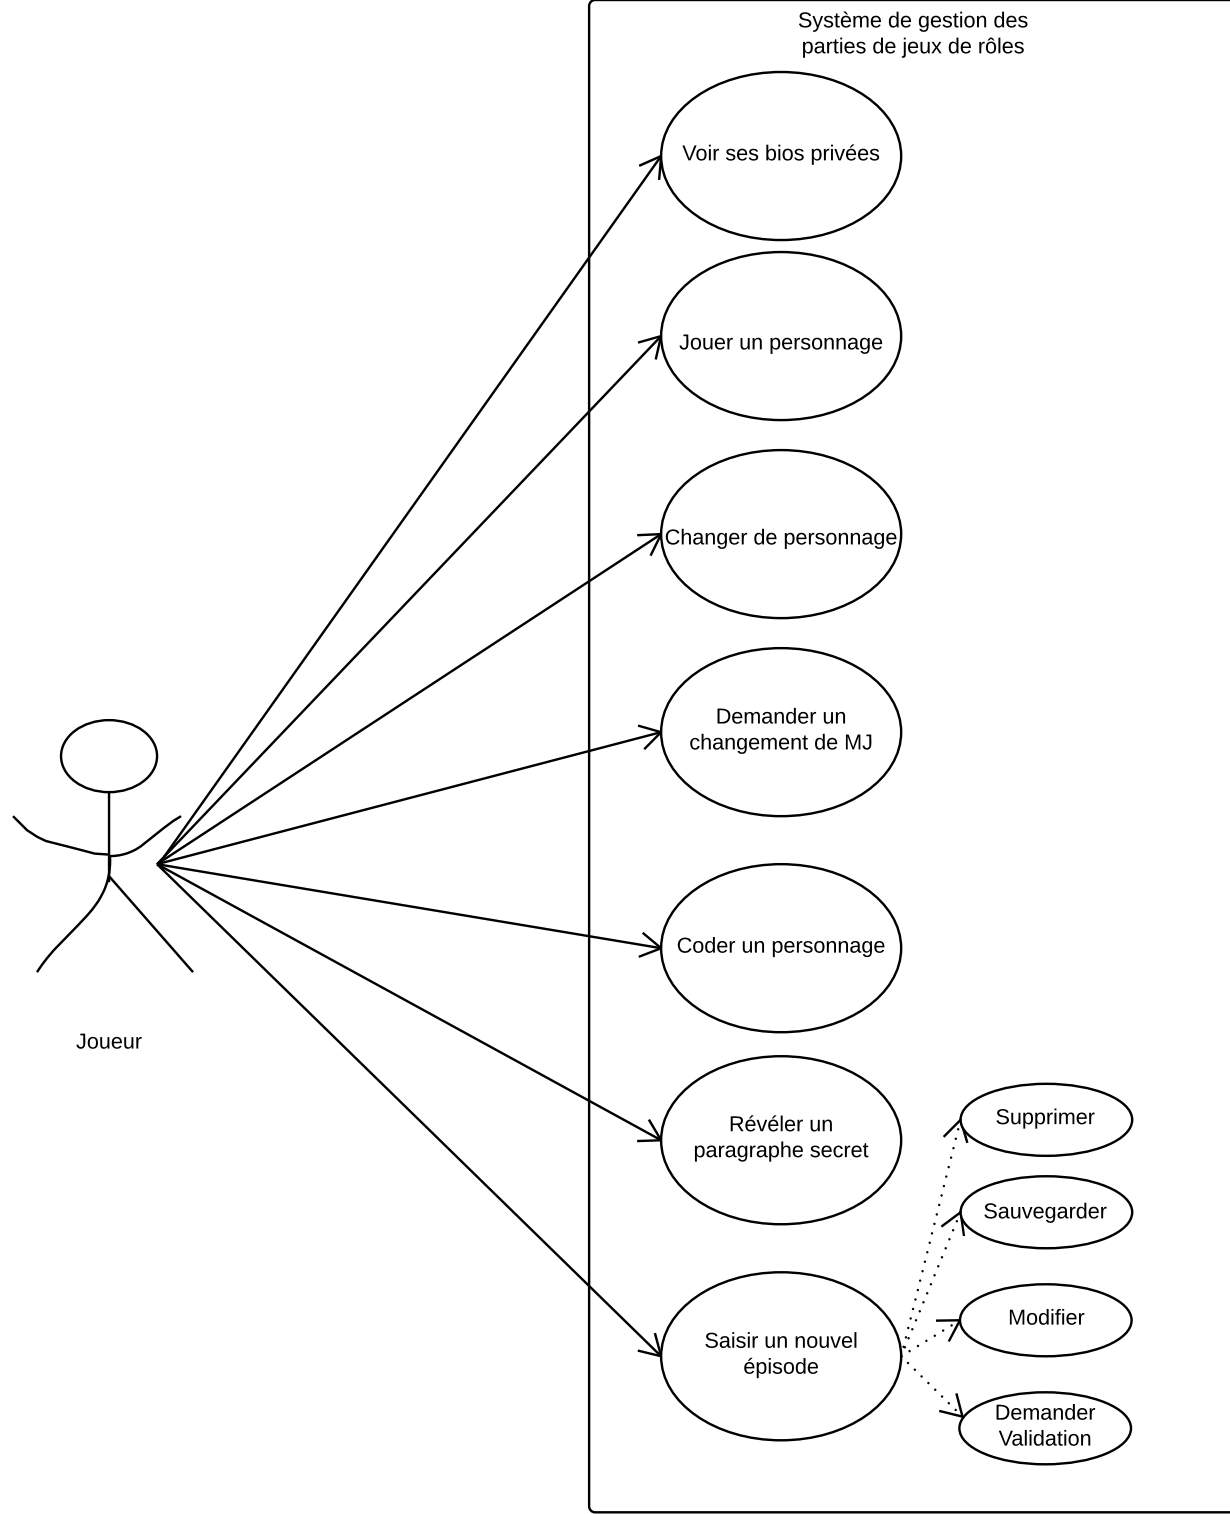 Système de gestion des
parties de jeux de rôles
Voir ses bios privées
Jouer un personnage
Changer de personnage
Demander un
changement de MJ
Coder un personnage
Joueur
Révéler un
paragraphe secret
Supprimer
Sauvegarder
Modifier
Saisir un nouvel
épisode
Demander
Validation